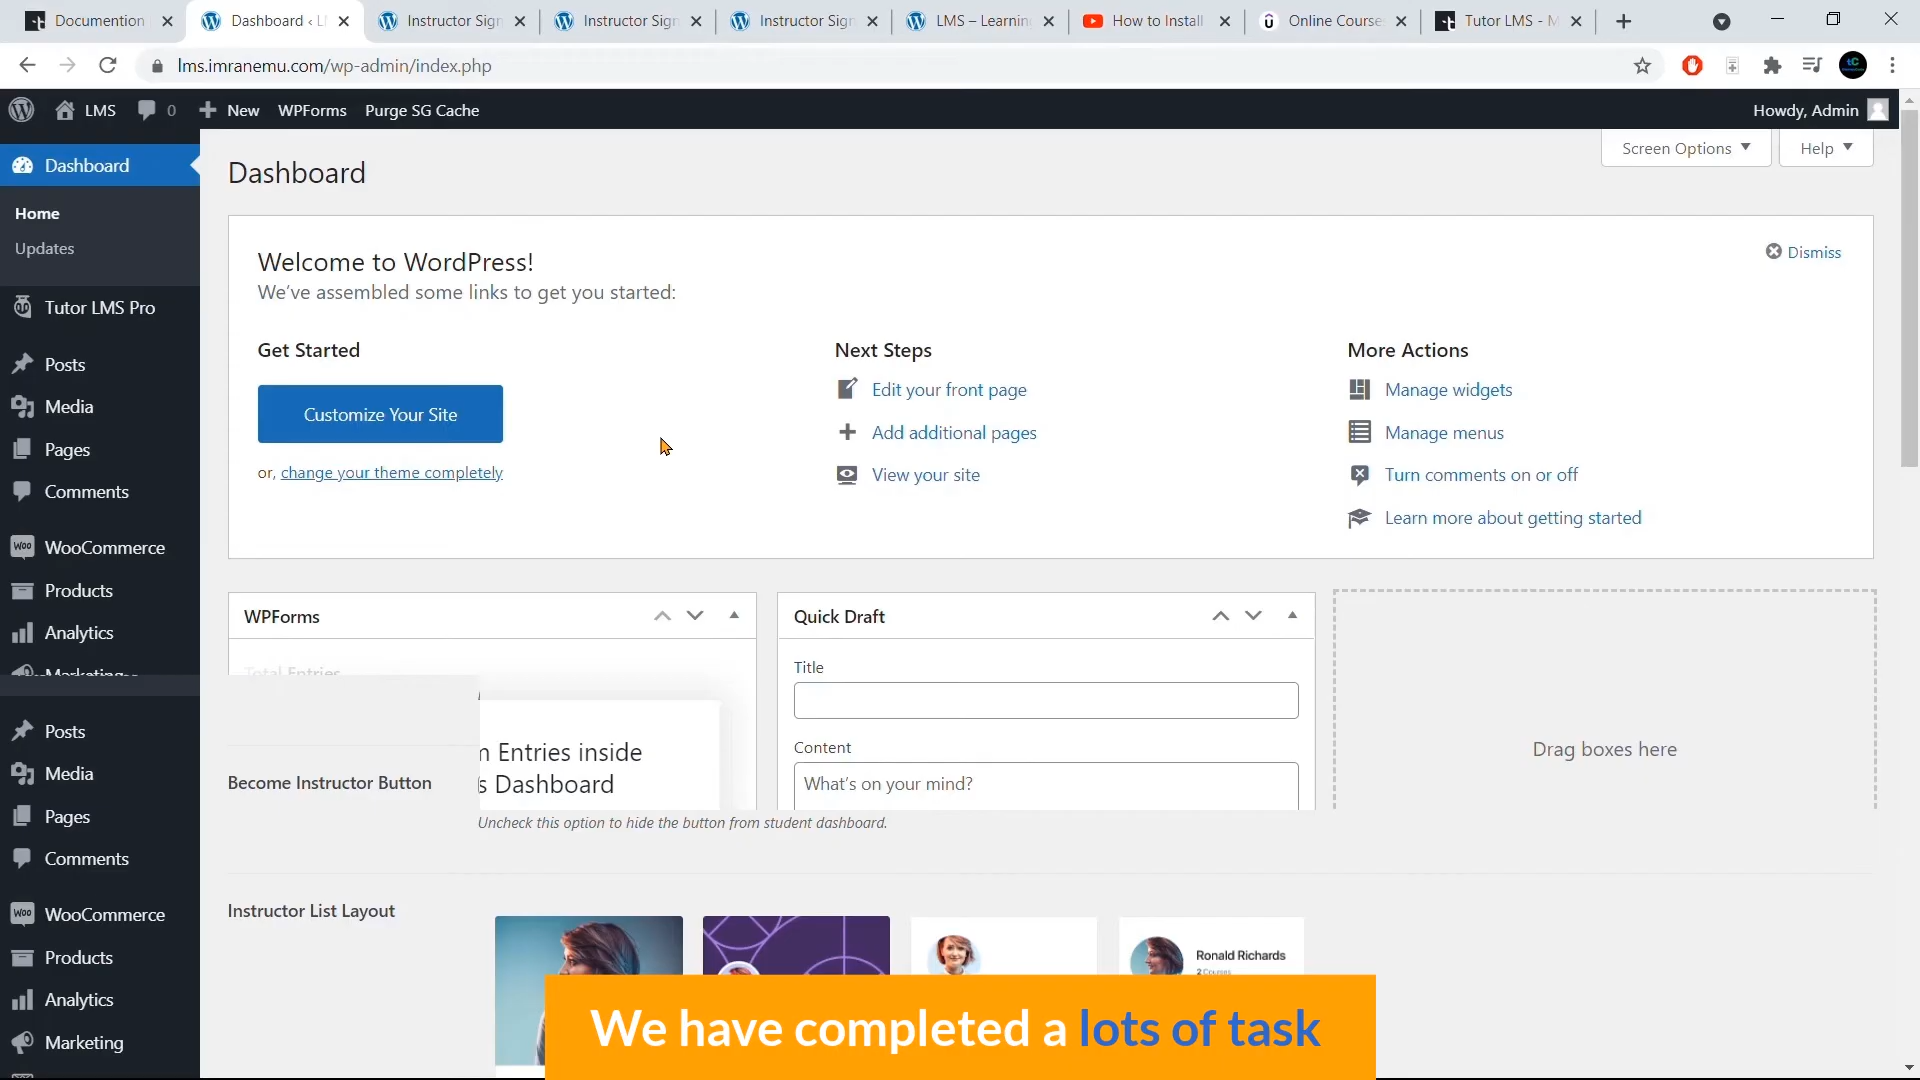 Documention
Dashboard ‹ L
Instructor Sign
Instructor Sign
Instructor Sign
LMS – Learnin
How to Install
Online Course
Tutor LMS - M
lms.imranemu.com/wp-admin/index.php
LMS
0
New
WPForms
Purge SG Cache
Howdy, Admin
Dashboard
Home
Updates
Tutor LMS Pro
Posts
Media
Pages
Comments
WooCommerce
Products
Analytics
Marketing
Posts
Media
Pages
Comments
WooCommerce
Products
Analytics
Marketing
Dashboard
Screen Options
Help
Welcome to WordPress!
Dismiss
We've assembled some links to get you started:
Get Started
Customize Your Site
or, change your theme completely
Next Steps
Edit your front page
Add additional pages
View your site
More Actions
Manage widgets
Manage menus
Turn comments on or off
Learn more about getting started
WPForms
Total Entries
n Entries inside
s Dashboard
Quick Draft
Title
Content
What's on your mind?
Drag boxes here
Become Instructor Button
Uncheck this option to hide the button from student dashboard.
Instructor List Layout
Ronald Richards
2 Courses
We have completed a lots of task